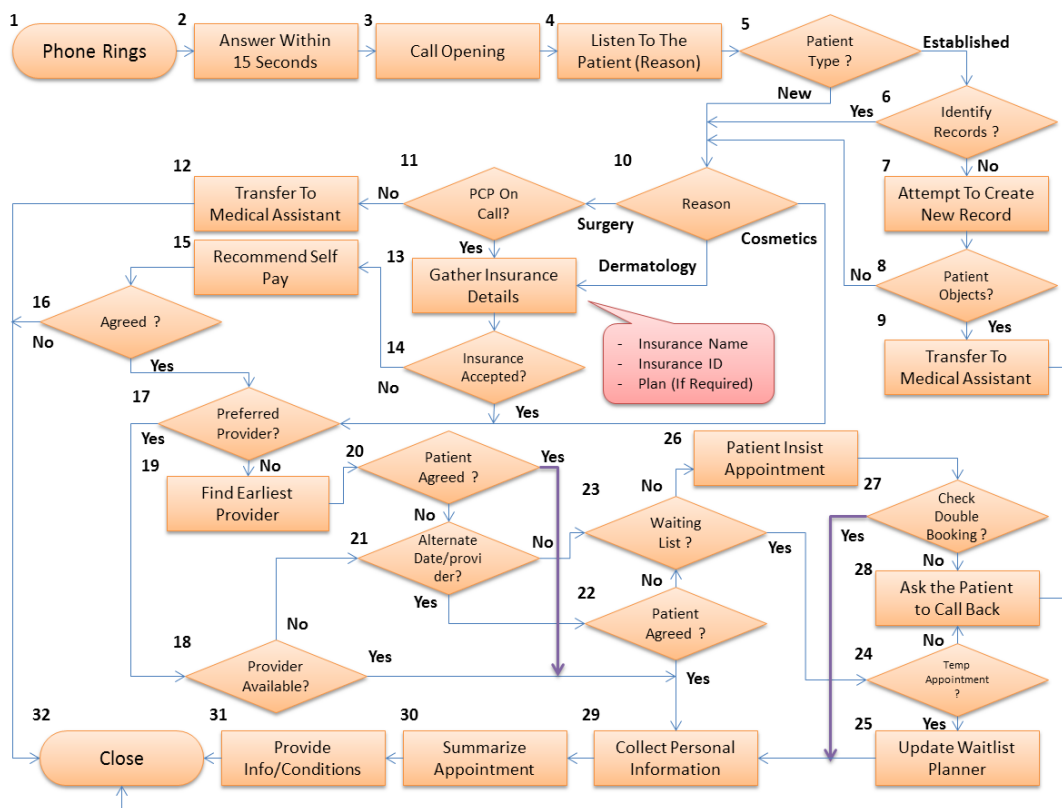 1
Phone Rings
2
Answer Within
15 Seconds
3
Call Opening
4
Listen To The
Patient (Reason)
5
Patient
Type ?
Established
New
6
Identify
Records ?
Yes
No
7
Attempt To Create
New Record
8
Patient
Objects?
No
Yes
9
Transfer To
Medical Assistant
10
Reason
Surgery
Cosmetics
Dermatology
11
PCP On
Call?
No
Yes
12
Transfer To
Medical Assistant
13
Gather Insurance
Details
- Insurance Name
- Insurance ID
- Plan (If Required)
14
Insurance
Accepted?
No
Yes
15
Recommend Self
Pay
16
Agreed ?
No
Yes
17
Preferred
Provider?
Yes
No
18
Provider
Available?
No
Yes
19
Find Earliest
Provider
20
Patient
Agreed ?
Yes
No
21
Alternate
Date/provi
der?
No
Yes
22
Patient
Agreed ?
No
Yes
23
Waiting
List ?
No
Yes
24
Temp
Appointment
?
No
Yes
25
Update Waitlist
Planner
26
Patient Insist
Appointment
27
Check
Double
Booking ?
Yes
No
28
Ask the Patient
to Call Back
29
Collect Personal
Information
30
Summarize
Appointment
31
Provide
Info/Conditions
32
Close